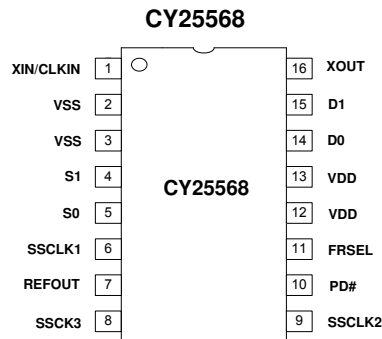 CY25568
XIN/CLKIN 1 16 XOUT
VSS 2 15 D1
VSS 3 14 D0
S1 4 13 VDD
CY25568
S0 5 12 VDD
SSCLK1 6 11 FRSEL
REFOUT 7 10 PD#
SSCK3 8 9 SSCLK2